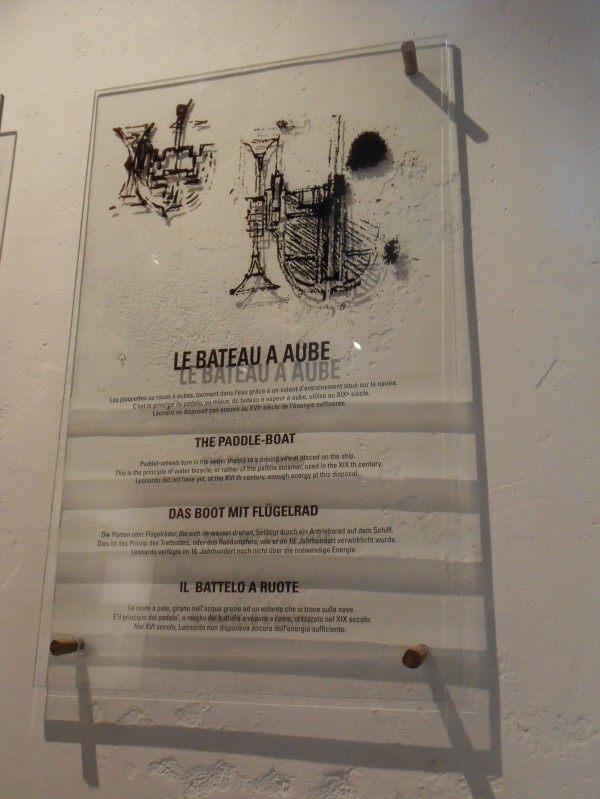 LE BATEAU A AUBE
Les plaquettes ou roues à aubes, tournent dans l'eau grâce à un volant d'entraînement situé sur le navire.
C'est le principe du pédalo, ou mieux, du bateau à vapeur à aube, utilisé au XIXe siècle.
Léonard ne disposait pas encore au XVIe siècle de l'énergie suffisante.
THE PADDLE-BOAT
Paddel-wheels turn in the water thanks to a driving wheel placed on the ship.
This is the principle of water bicycle, or rather of the paddle steamer, used in the XIX th century.
Leonardo did not have yet, at the XVI th century, enough energy at this disposal.
DAS BOOT MIT FLÜGELRAD
Die Platten oder Flügelräder, die sich im wasser drehen, betätigt durch ein Antriebsrad auf dem Schiff.
Dies ist das Prinzip des Tretbootes, oder des Raddampfers, wie er im 19. Jahrhundert verwirklicht wurde.
Leonardo verfügte im 16. Jahrhundert noch nicht über die notwendige Energie.
IL BATTELO A RUOTE
Le ruote a pale, girano nell'acqua grazie ad un volante che si trova sulla nave.
E'il principio del pedalo', o meglio del battello a vapore a ruote, utilizzato nel XIX secolo.
Nel XVI secolo, Leonardo non disponeva ancora dell'energia sufficiente.